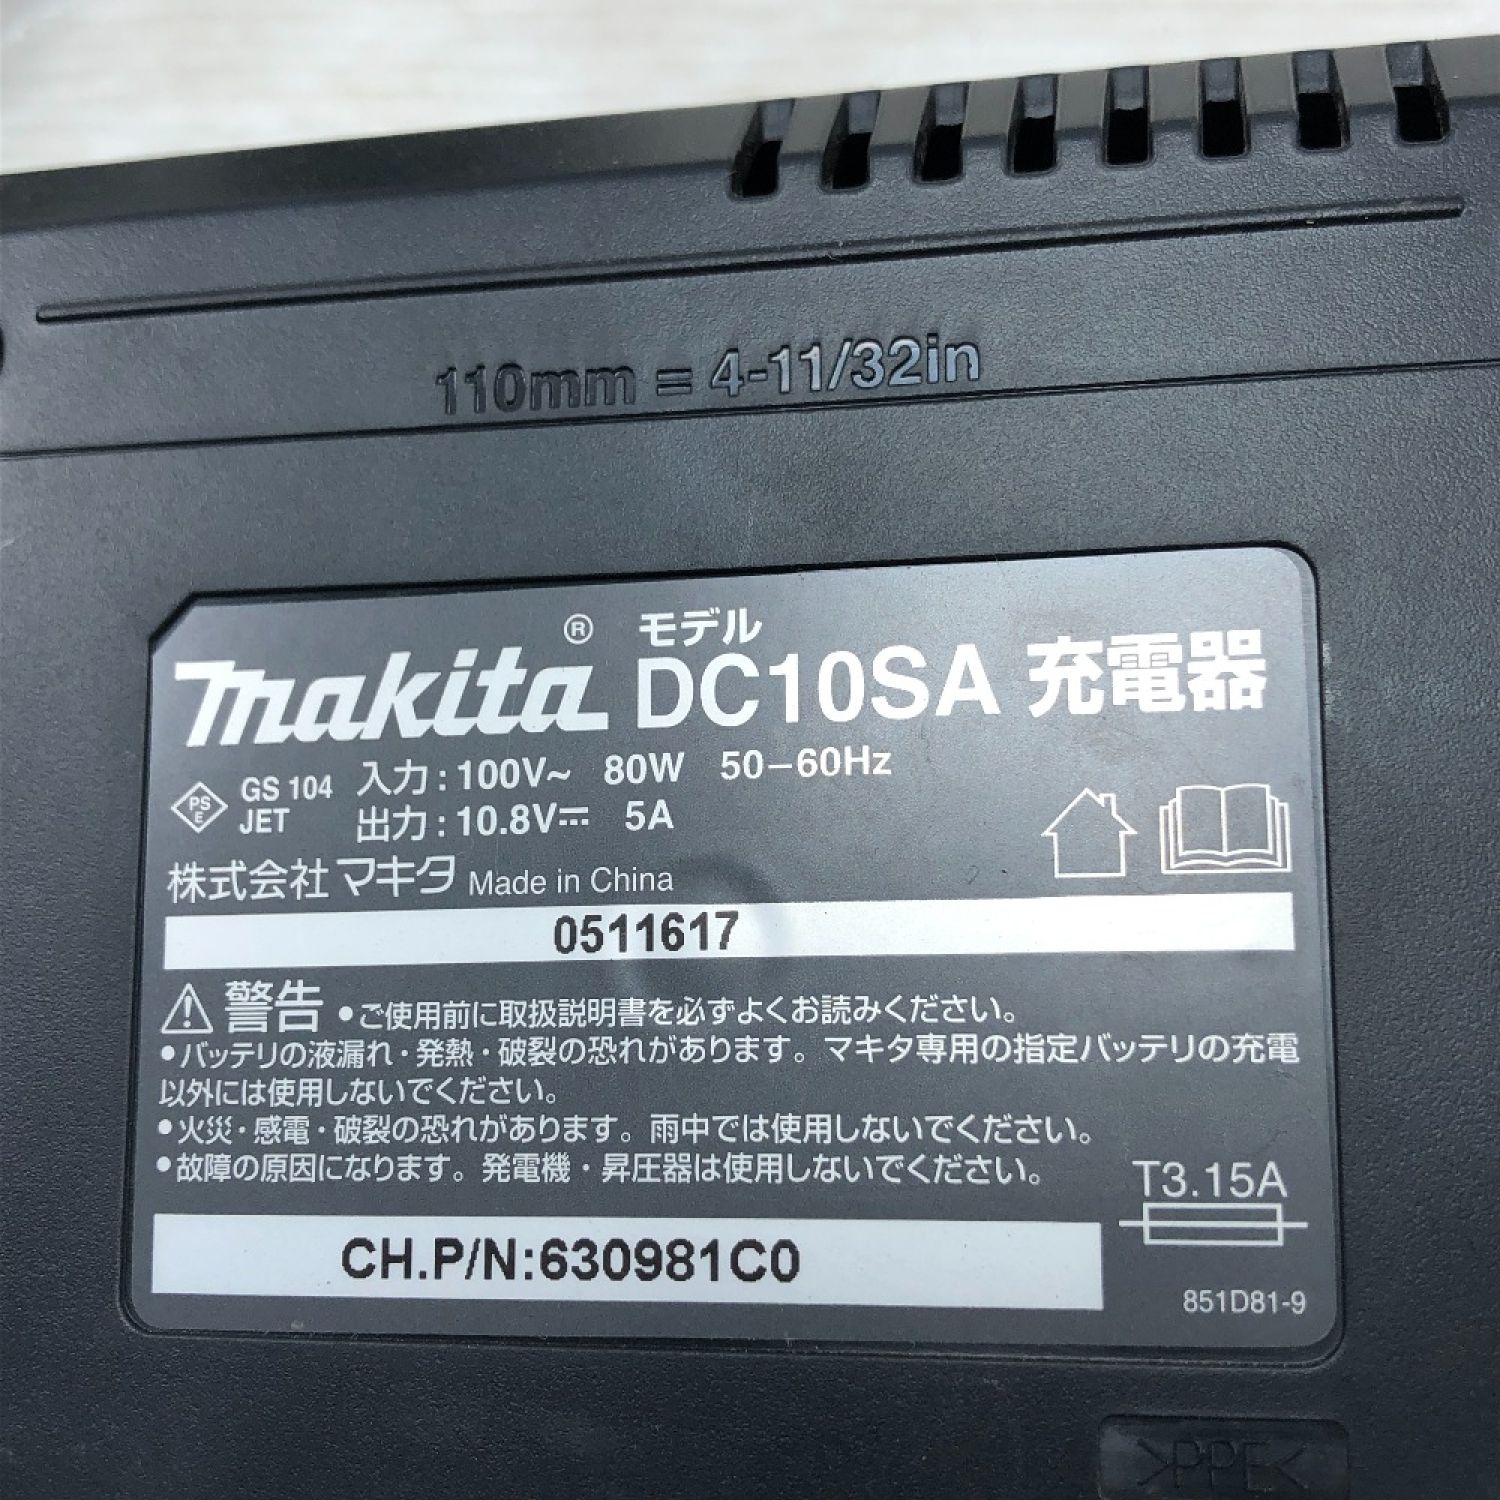 110mm = 4-11/32in
makita® モデル DC10SA 充電器
PS E GS 104 JET
入力:100V~ 80W 50-60Hz
出力:10.8V⎓ 5A
株式会社マキタ Made in China
0511617
⚠警告 •ご使用前に取扱説明書を必ずよくお読みください。
•バッテリの液漏れ・発熱・破裂の恐れがあります。マキタ専用の指定バッテリの充電
以外には使用しないでください。
•火災・感電・破裂の恐れがあります。雨中では使用しないでください。
•故障の原因になります。発電機・昇圧器は使用しないでください。
T3.15A
CH.P/N:630981C0
851D81-9
>PPE<